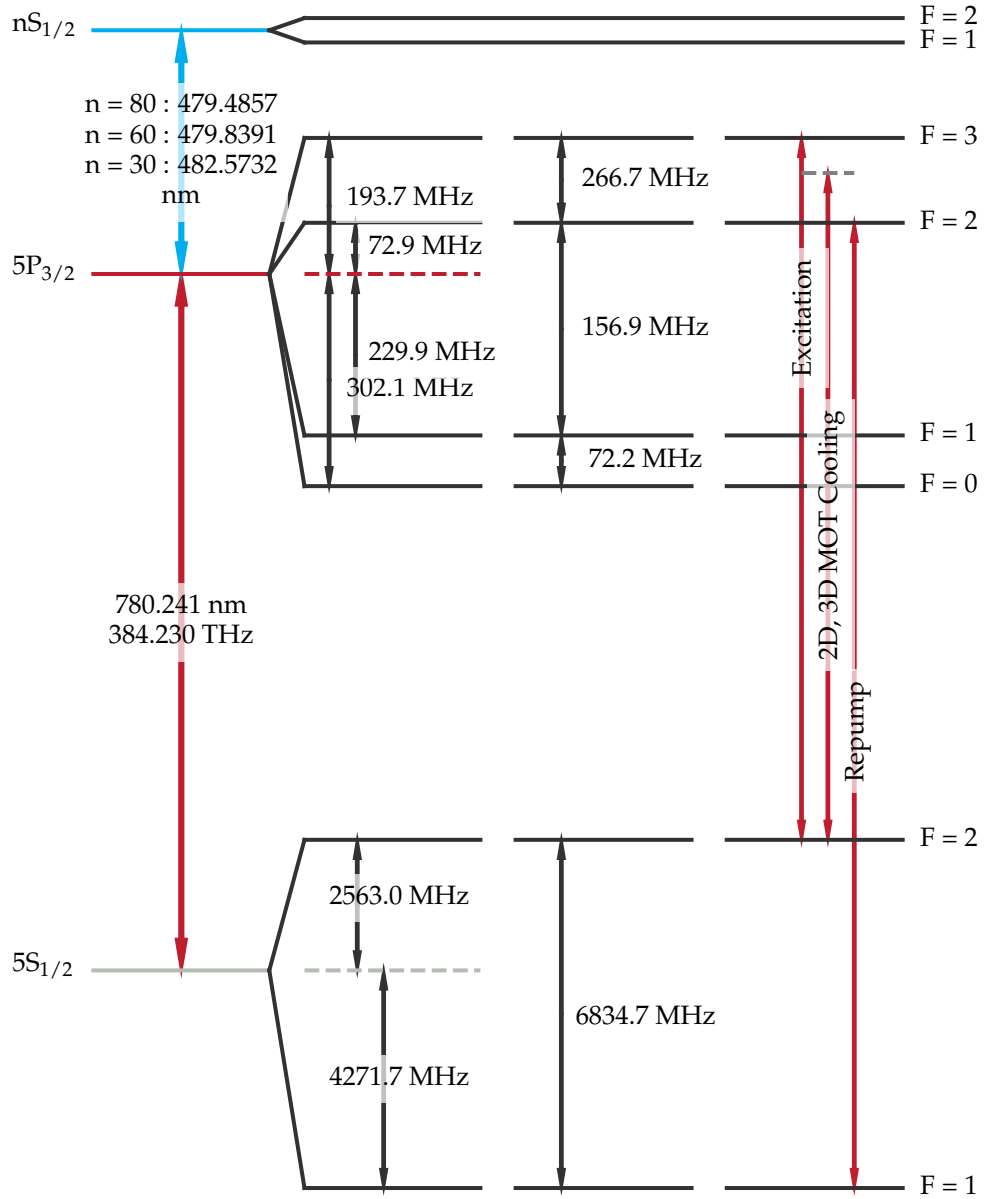 nS1/2
F = 2
F = 1
n = 80 : 479.4857
n = 60 : 479.8391
n = 30 : 482.5732
nm
F = 3
193.7 MHz
266.7 MHz
F = 2
72.9 MHz
5P3/2
Excitation
156.9 MHz
229.9 MHz
302.1 MHz
F = 1
72.2 MHz
F = 0
2D, 3D MOT Cooling
780.241 nm
384.230 THz
Repump
F = 2
2563.0 MHz
5S1/2
6834.7 MHz
4271.7 MHz
F = 1